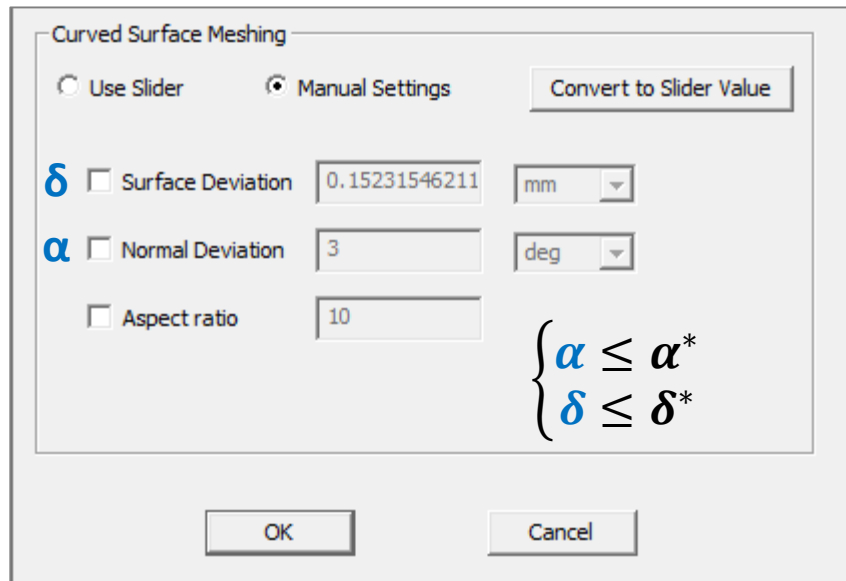 Curved Surface Meshing
Use Slider Manual Settings Convert to Slider Value
δ Surface Deviation 0.15231546211 mm
α Normal Deviation 3 deg
Aspect ratio 10
α ≤ α*
δ ≤ δ*
OK Cancel